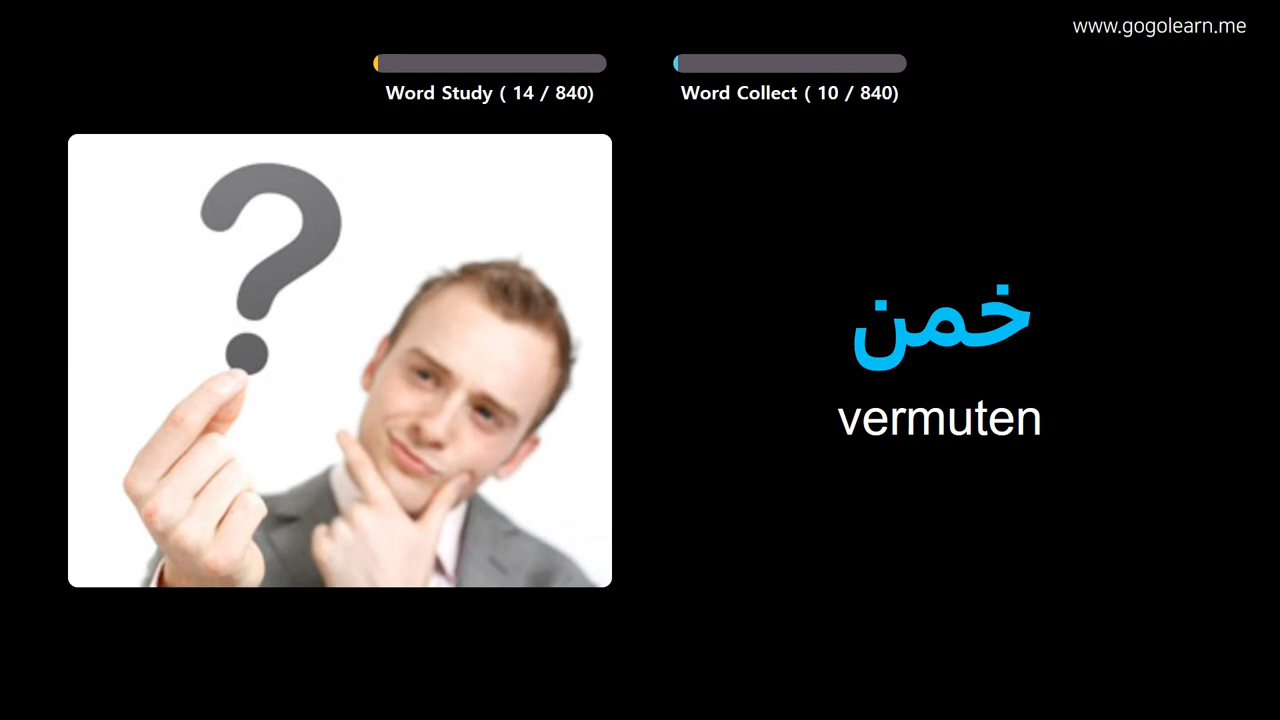 www.gogolearn.me
Word Study ( 14 / 840)
Word Collect ( 10 / 840)
?
خمن
vermuten